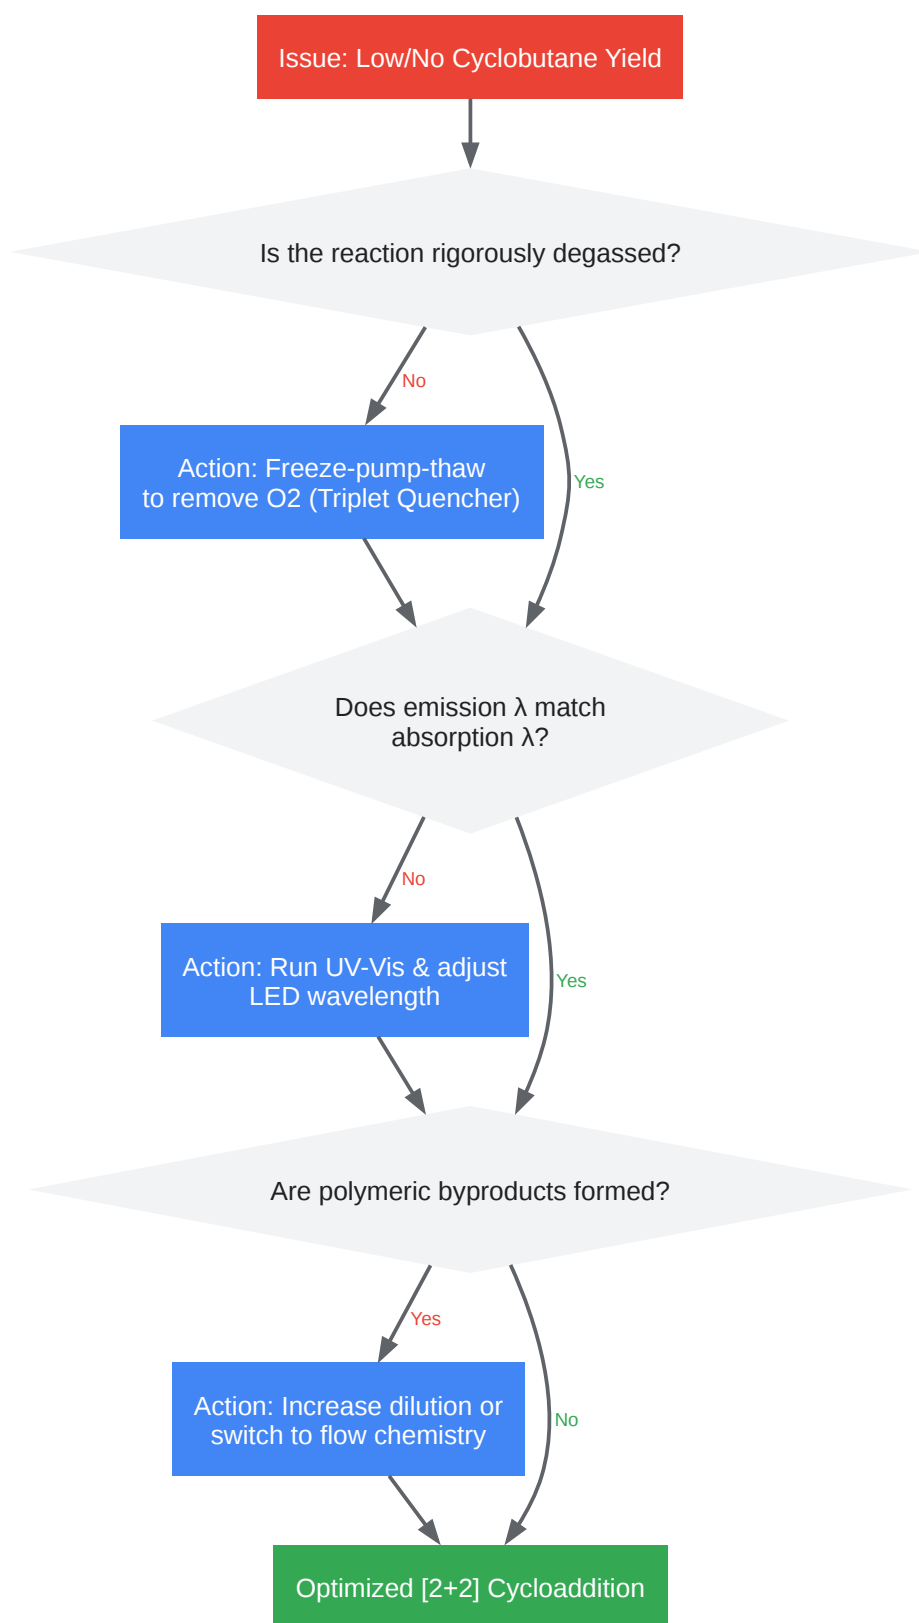 Issue: Low/No Cyclobutane Yield
Is the reaction rigorously degassed?
No
Action: Freeze-pump-thaw
to remove O2 (Triplet Quencher)
Yes
Does emission λ match
absorption λ?
No
Action: Run UV-Vis & adjust
LED wavelength
Yes
Are polymeric byproducts formed?
Yes
Action: Increase dilution or
switch to flow chemistry
No
Optimized [2+2] Cycloaddition